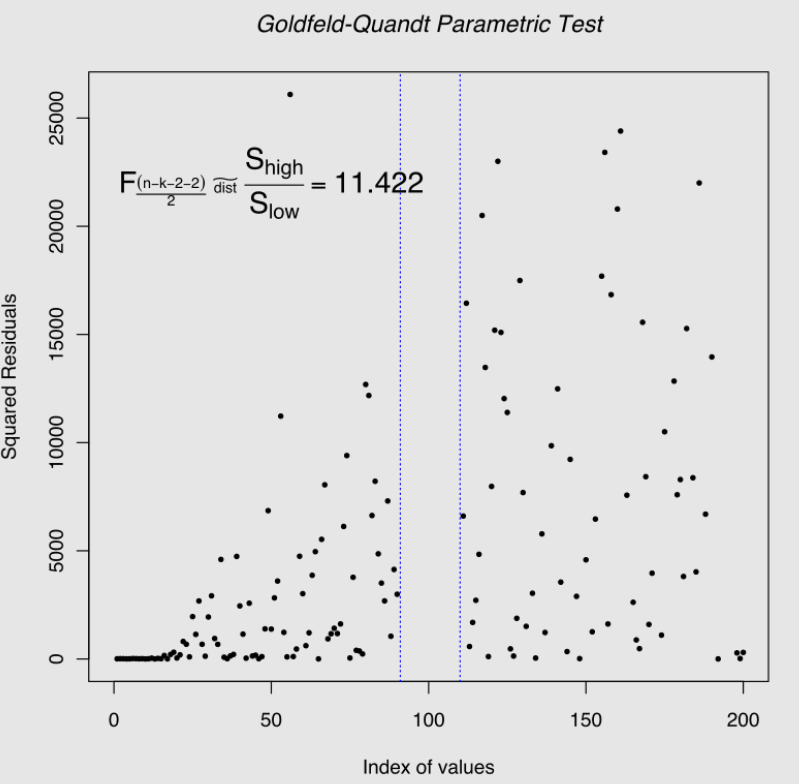 Goldfeld-Quandt Parametric Test
F(n−k−2−2)/2 ~dist Shigh/Slow = 11.422
Squared Residuals
25000
20000
15000
10000
5000
0
0 50 100 150 200
Index of values